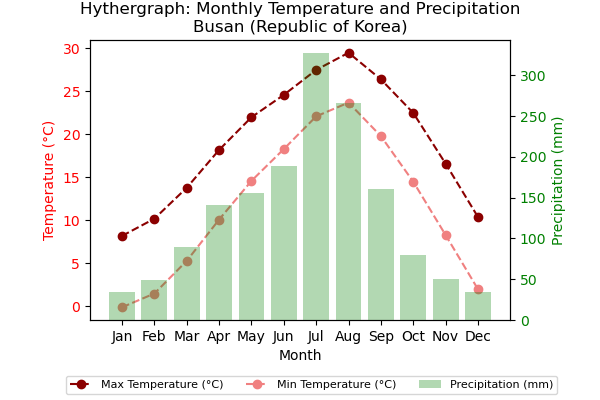 Hythergraph: Monthly Temperature and Precipitation
Busan (Republic of Korea)
30
25
20
15
10
5
0
Temperature (°C)
300
250
200
150
100
50
0
Precipitation (mm)
Jan Feb Mar Apr May Jun Jul Aug Sep Oct Nov Dec
Month
Max Temperature (°C) Min Temperature (°C) Precipitation (mm)